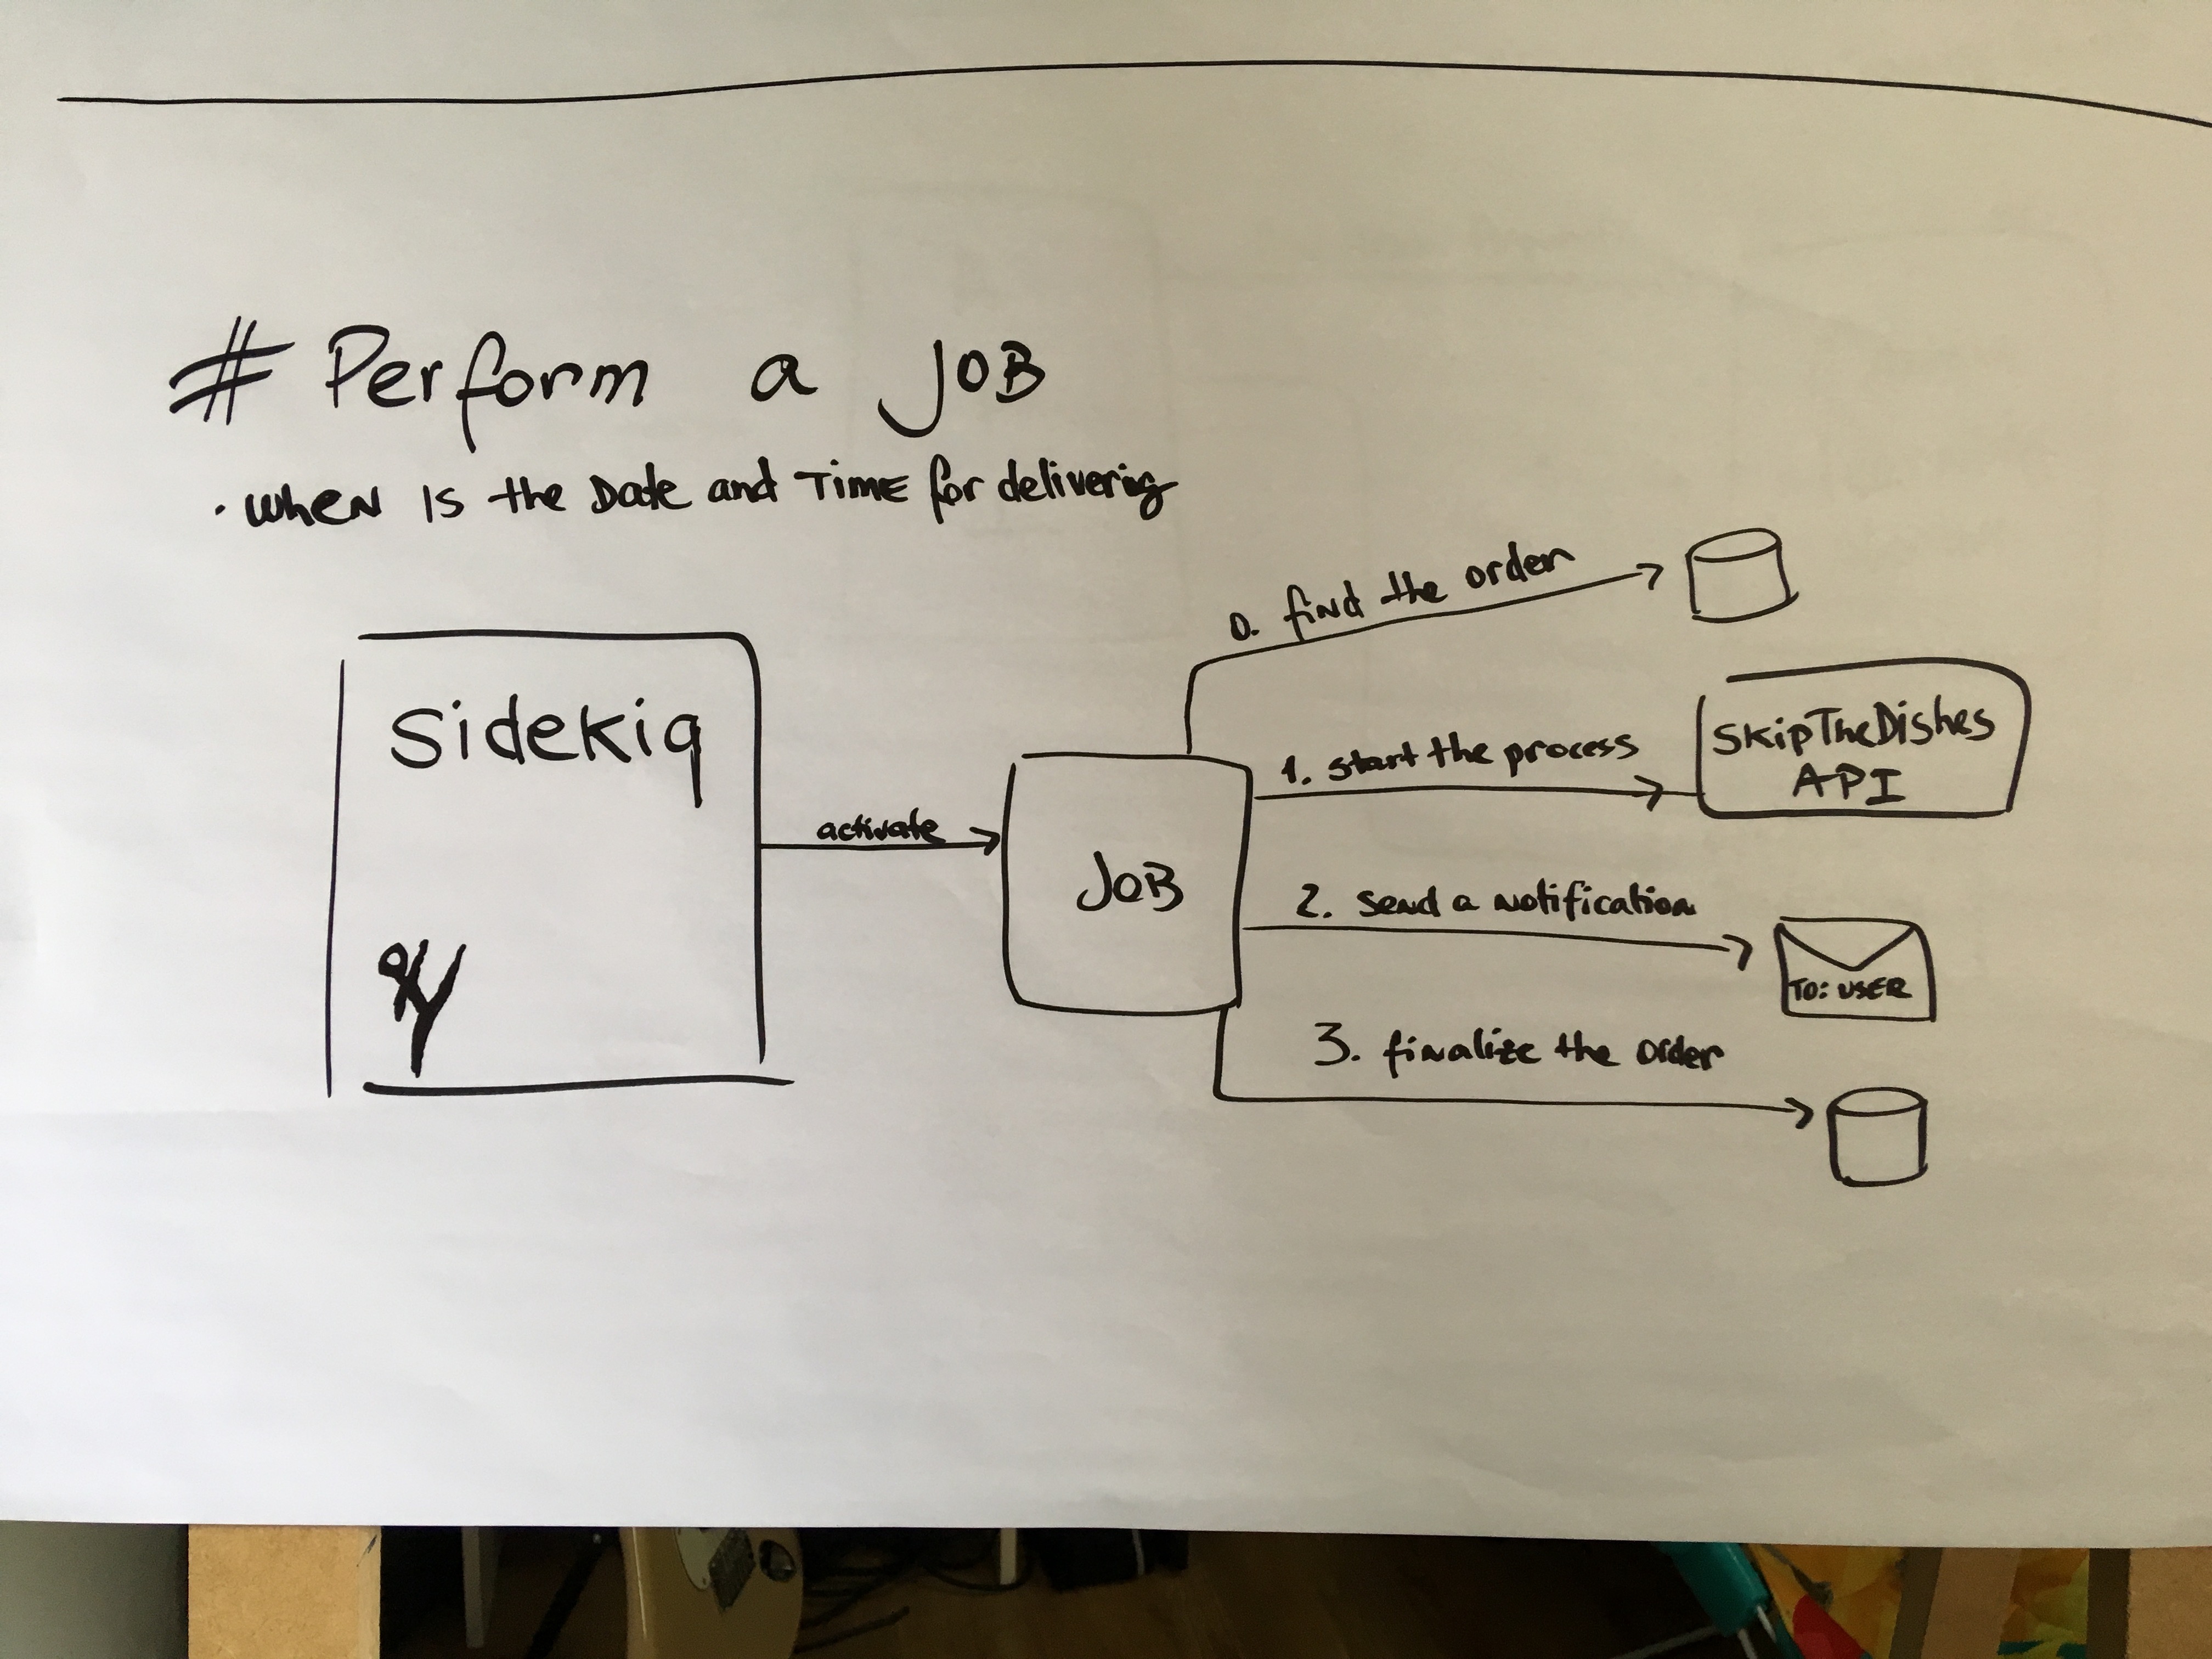 # Perform a JOB
· WHEN IS the Date and TIME for delivering
0. find the order
Sidekiq
SkipTheDishes
API
1. start the process
activate
JOB
2. Send a notification
TO: USER
3. finalize the order